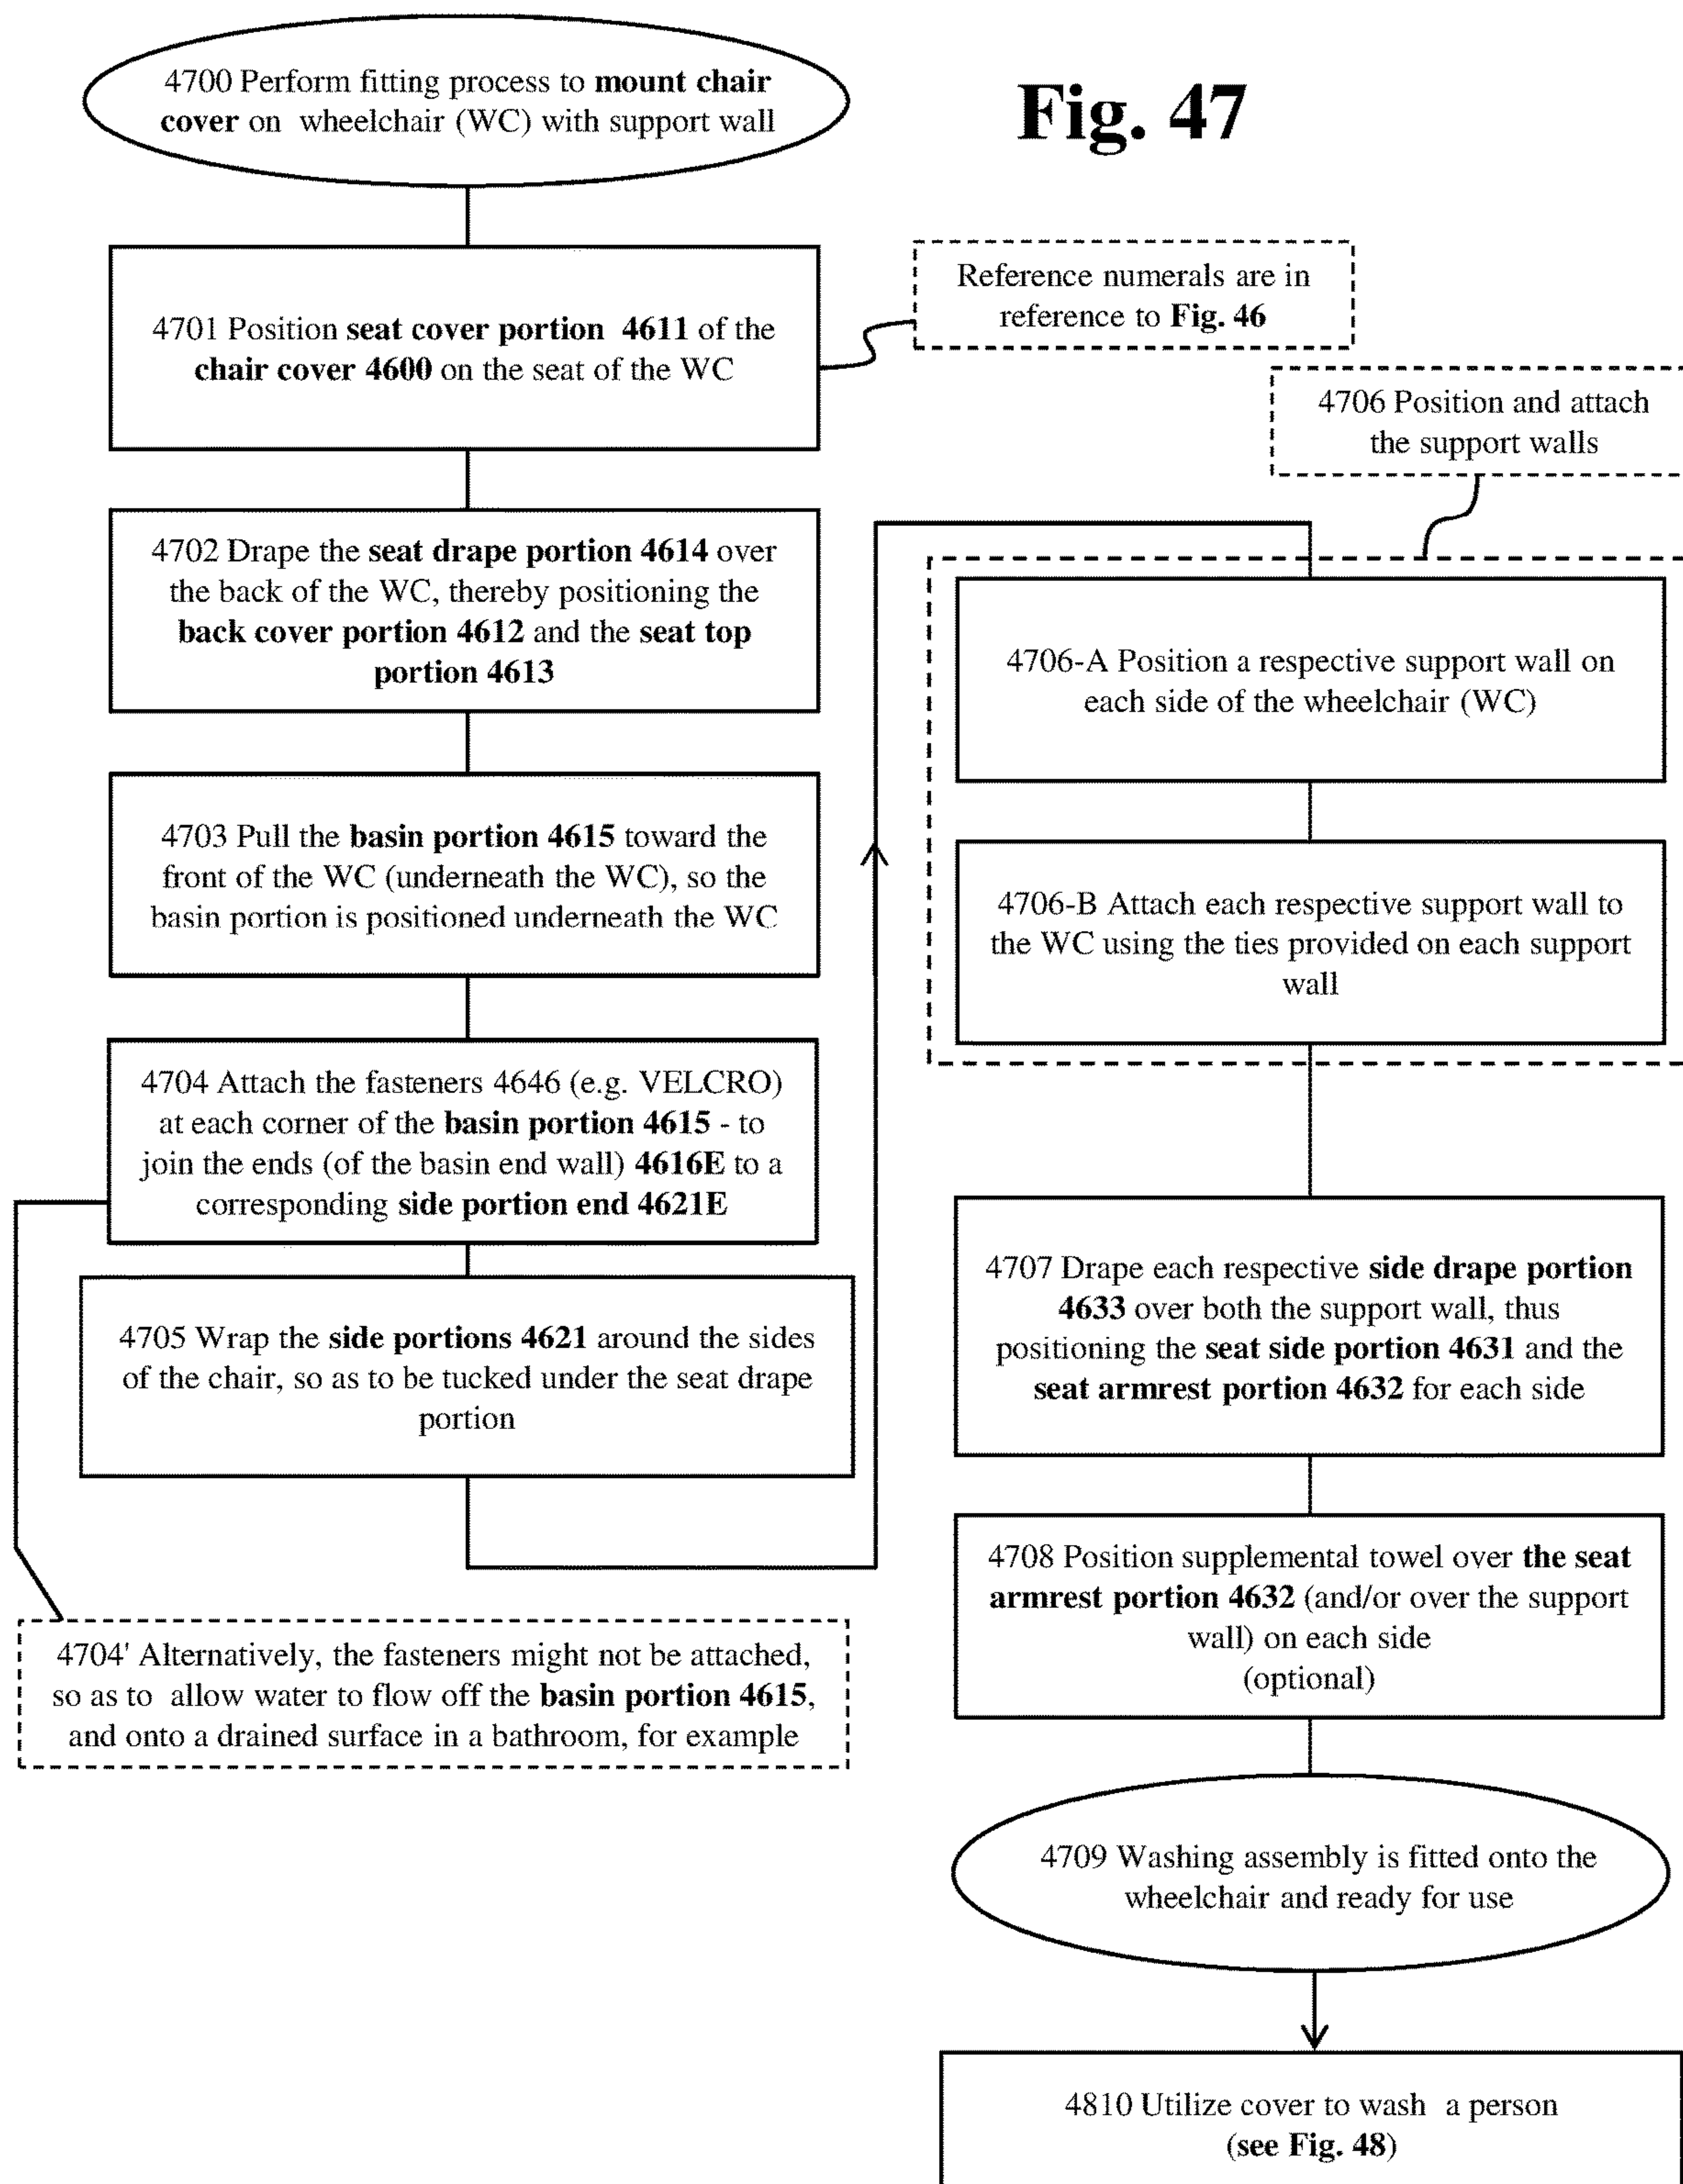 4700 Perform fitting process to mount chair
cover on wheelchair (WC) with support wall
Fig. 47
4701 Position seat cover portion 4611 of the
chair cover 4600 on the seat of the WC
Reference numerals are in
reference to Fig. 46
4702 Drape the seat drape portion 4614 over
the back of the WC, thereby positioning the
back cover portion 4612 and the seat top
portion 4613
4703 Pull the basin portion 4615 toward the
front of the WC (underneath the WC), so the
basin portion is positioned underneath the WC
4704 Attach the fasteners 4646 (e.g. VELCRO)
at each corner of the basin portion 4615 - to
join the ends (of the basin end wall) 4616E to a
corresponding side portion end 4621E
4705 Wrap the side portions 4621 around the sides
of the chair, so as to be tucked under the seat drape
portion
4704' Alternatively, the fasteners might not be attached,
so as to allow water to flow off the basin portion 4615,
and onto a drained surface in a bathroom, for example
4706 Position and attach
the support walls
4706-A Position a respective support wall on
each side of the wheelchair (WC)
4706-B Attach each respective support wall to
the WC using the ties provided on each support
wall
4707 Drape each respective side drape portion
4633 over both the support wall, thus
positioning the seat side portion 4631 and the
seat armrest portion 4632 for each side
4708 Position supplemental towel over the seat
armrest portion 4632 (and/or over the support
wall) on each side
(optional)
4709 Washing assembly is fitted onto the
wheelchair and ready for use
4810 Utilize cover to wash a person
(see Fig. 48)